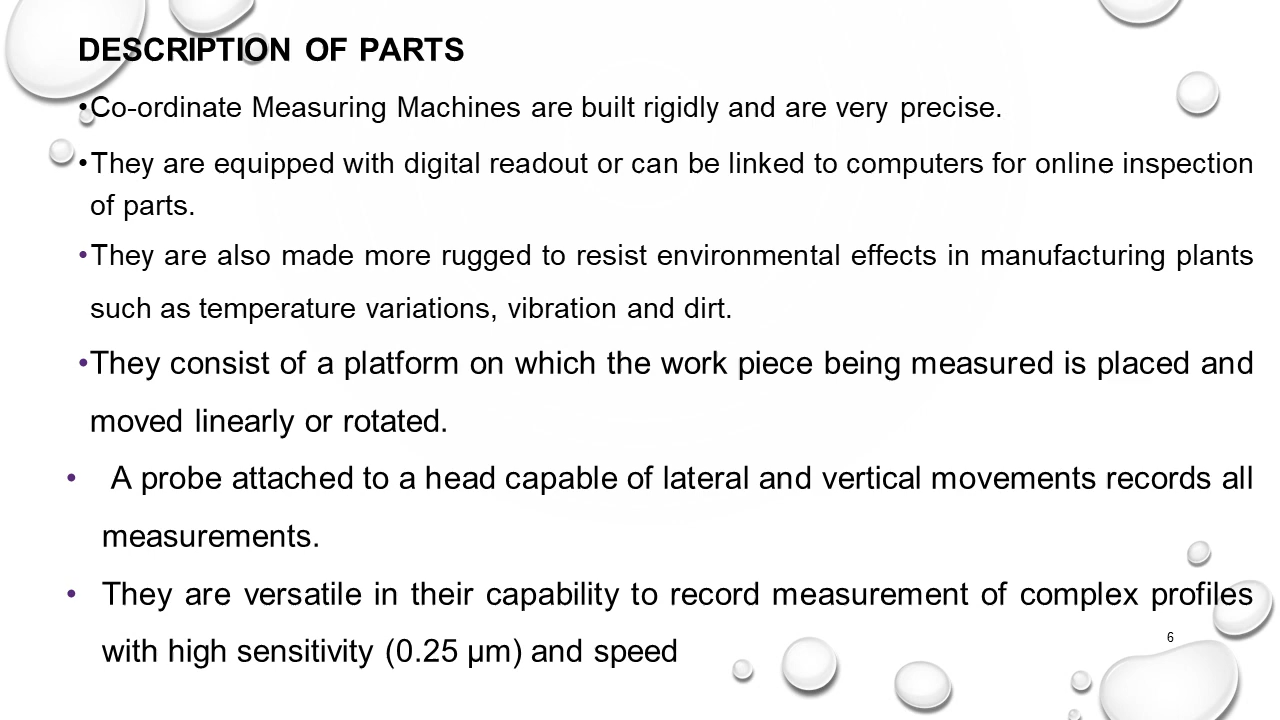 DESCRIPTION OF PARTS
•Co-ordinate Measuring Machines are built rigidly and are very precise.
•They are equipped with digital readout or can be linked to computers for online inspection
of parts.
•They are also made more rugged to resist environmental effects in manufacturing plants
such as temperature variations, vibration and dirt.
•They consist of a platform on which the work piece being measured is placed and
moved linearly or rotated.
• A probe attached to a head capable of lateral and vertical movements records all
measurements.
• They are versatile in their capability to record measurement of complex profiles
with high sensitivity (0.25 μm) and speed
6